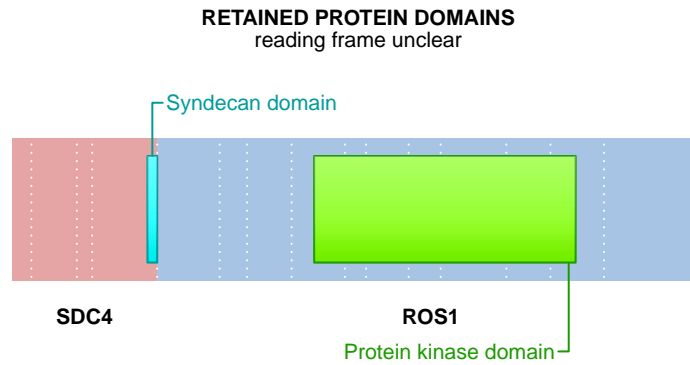 RETAINED PROTEIN DOMAINS
reading frame unclear
Syndecan domain
SDC4
ROS1
Protein kinase domain